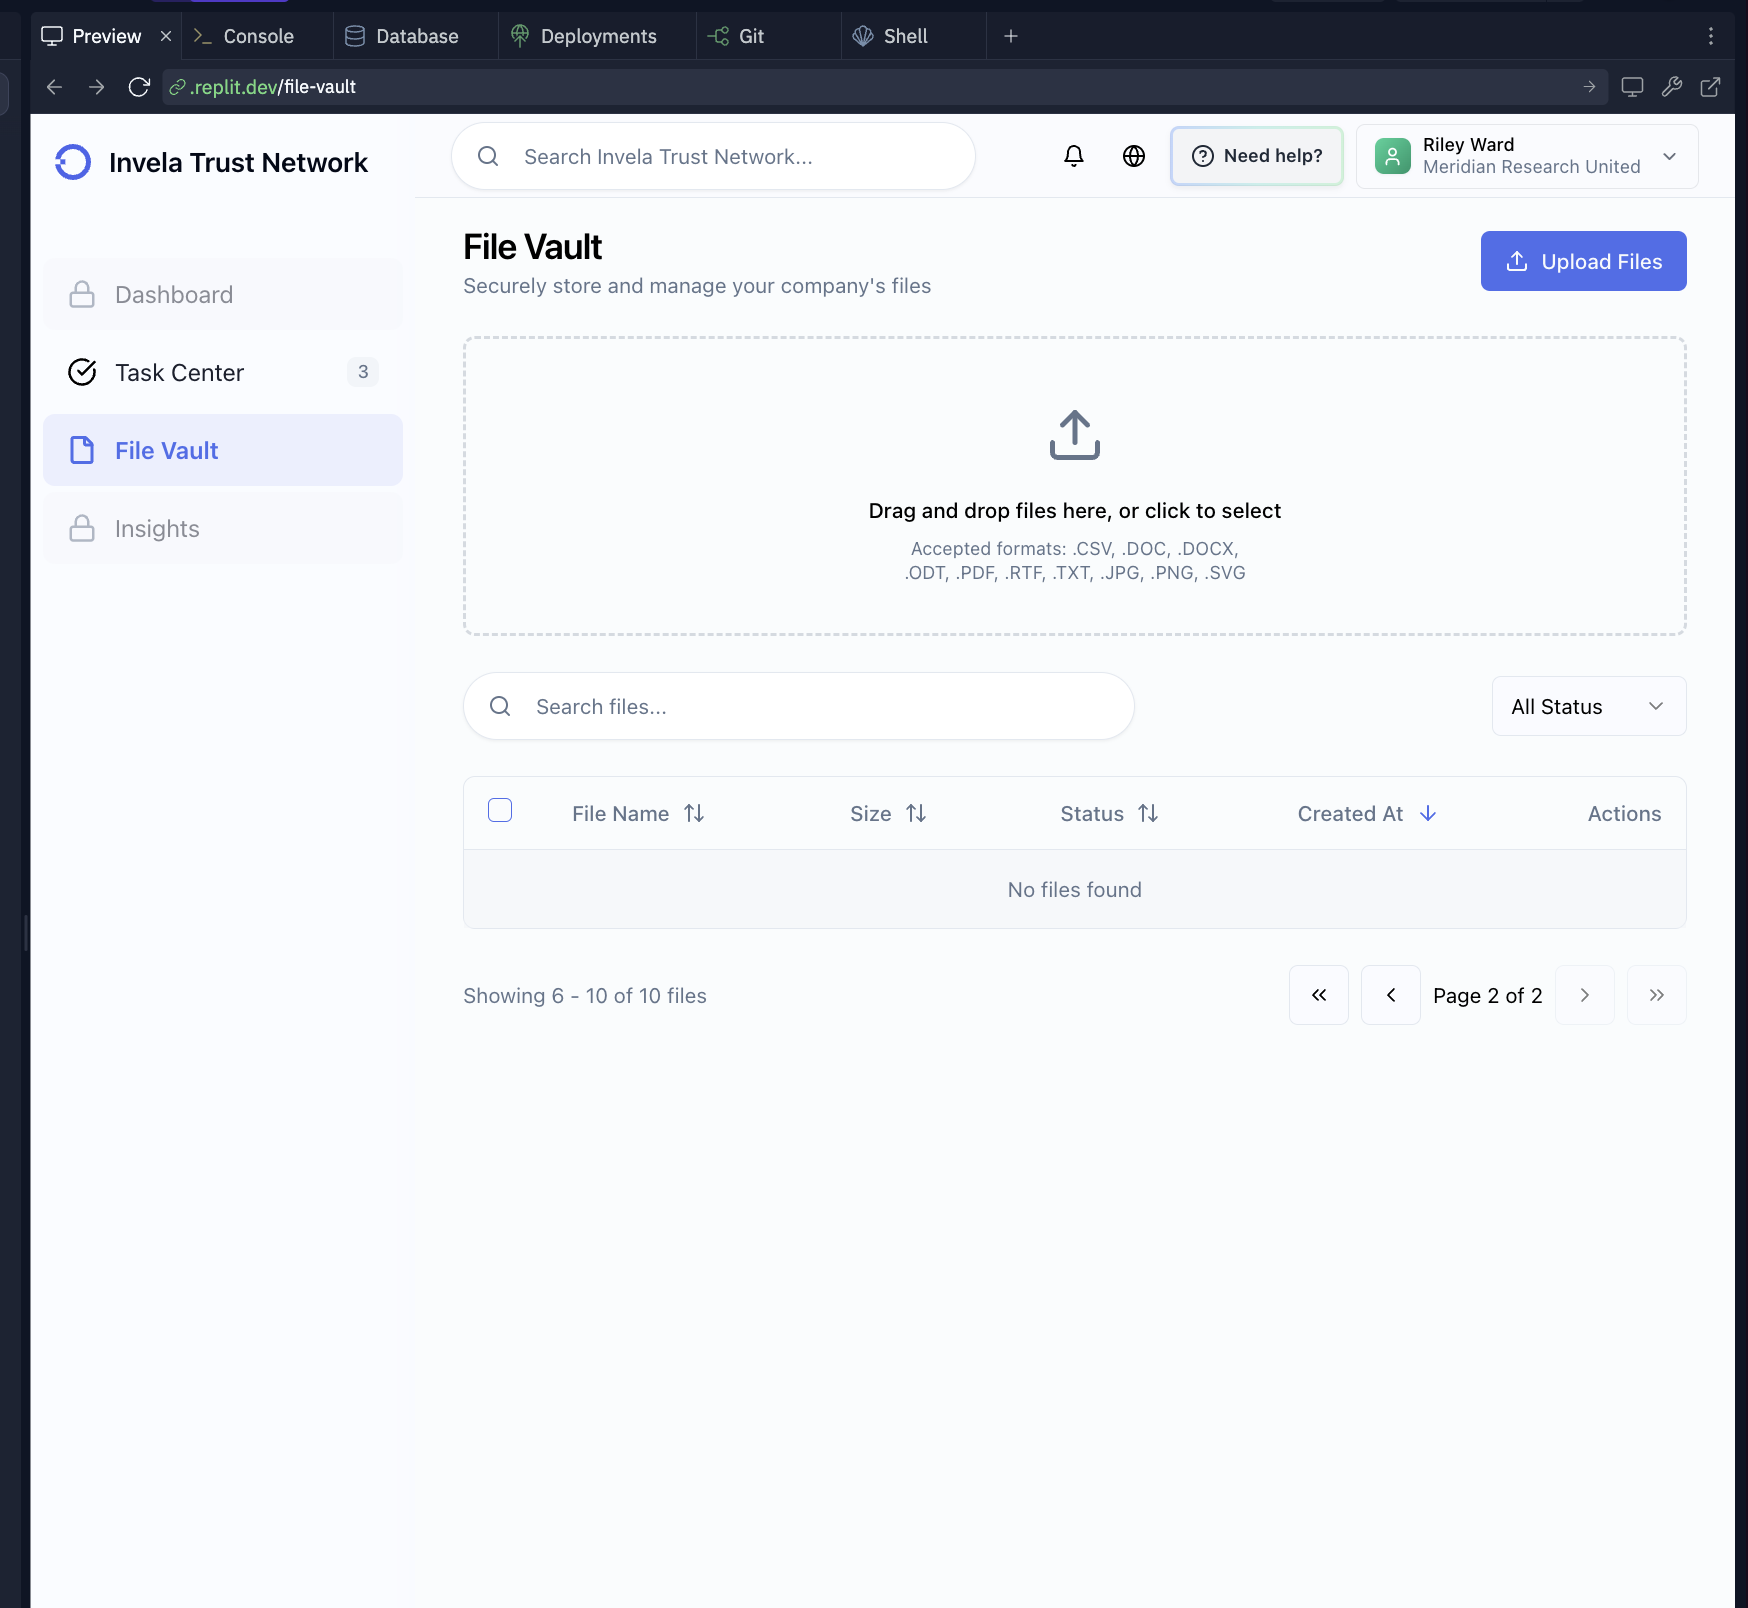 Preview
Console
Database
Deployments
Git
Shell
.replit.dev/file-vault
Invela Trust Network
Search Invela Trust Network...
Need help?
Riley Ward
Meridian Research United
Dashboard
Task Center
3
File Vault
Insights
File Vault
Securely store and manage your company's files
Upload Files
Drag and drop files here, or click to select
Accepted formats: .CSV, .DOC, .DOCX,
.ODT, .PDF, .RTF, .TXT, .JPG, .PNG, .SVG
Search files...
All Status
File Name
Size
Status
Created At
Actions
No files found
Showing 6 - 10 of 10 files
Page 2 of 2